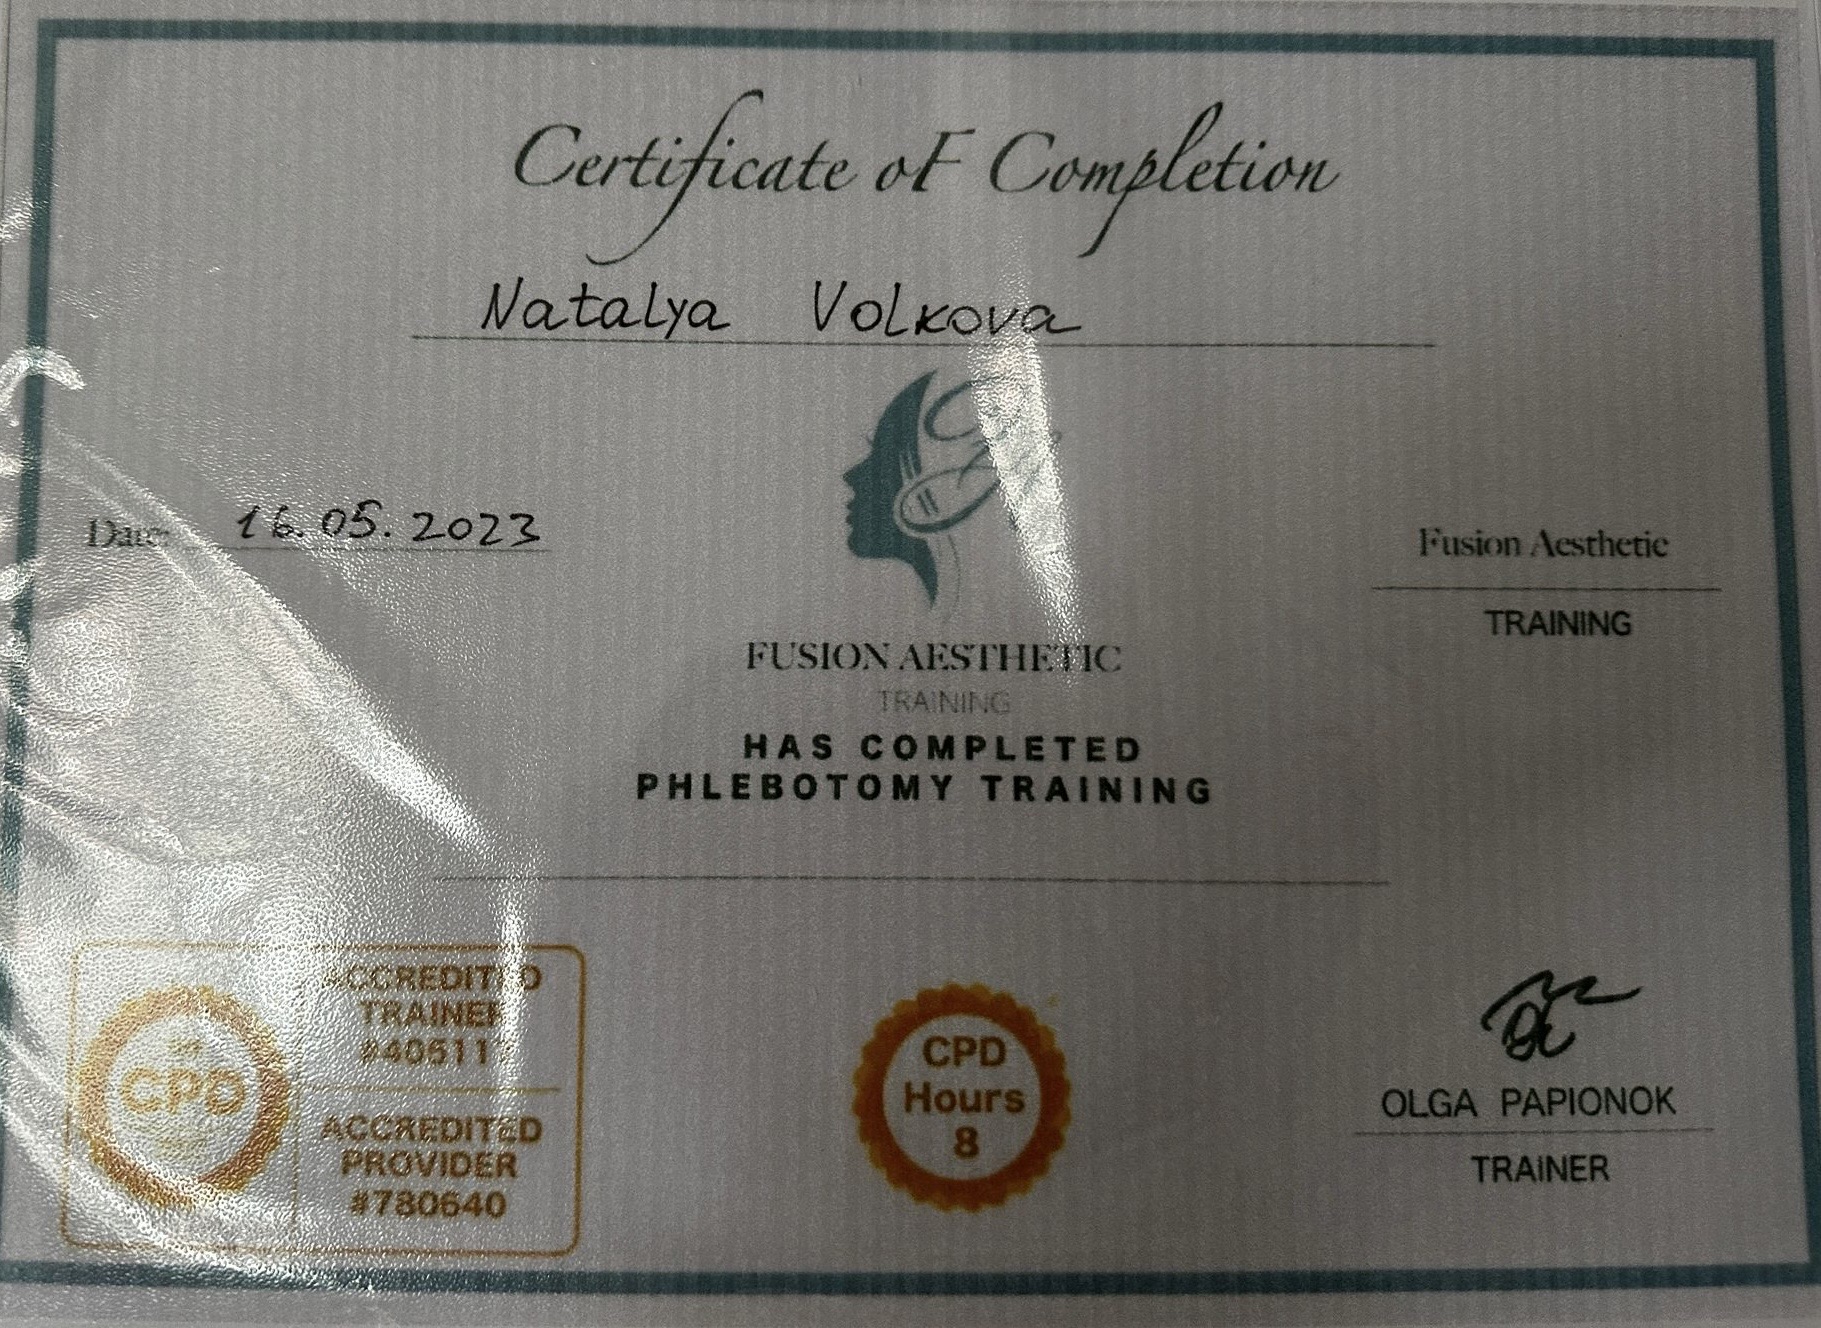 Certificate oF Completion
Natalya Volkova
Date: 16.05.2023
Fusion Aesthetic
TRAINING
FUSION AESTHETIC
TRAINING
HAS COMPLETED
PHLEBOTOMY TRAINING
ACCREDITED
TRAINER
CPD
ACCREDITED
PROVIDER
#780640
CPD
Hours
8
OLGA PAPIONOK
TRAINER